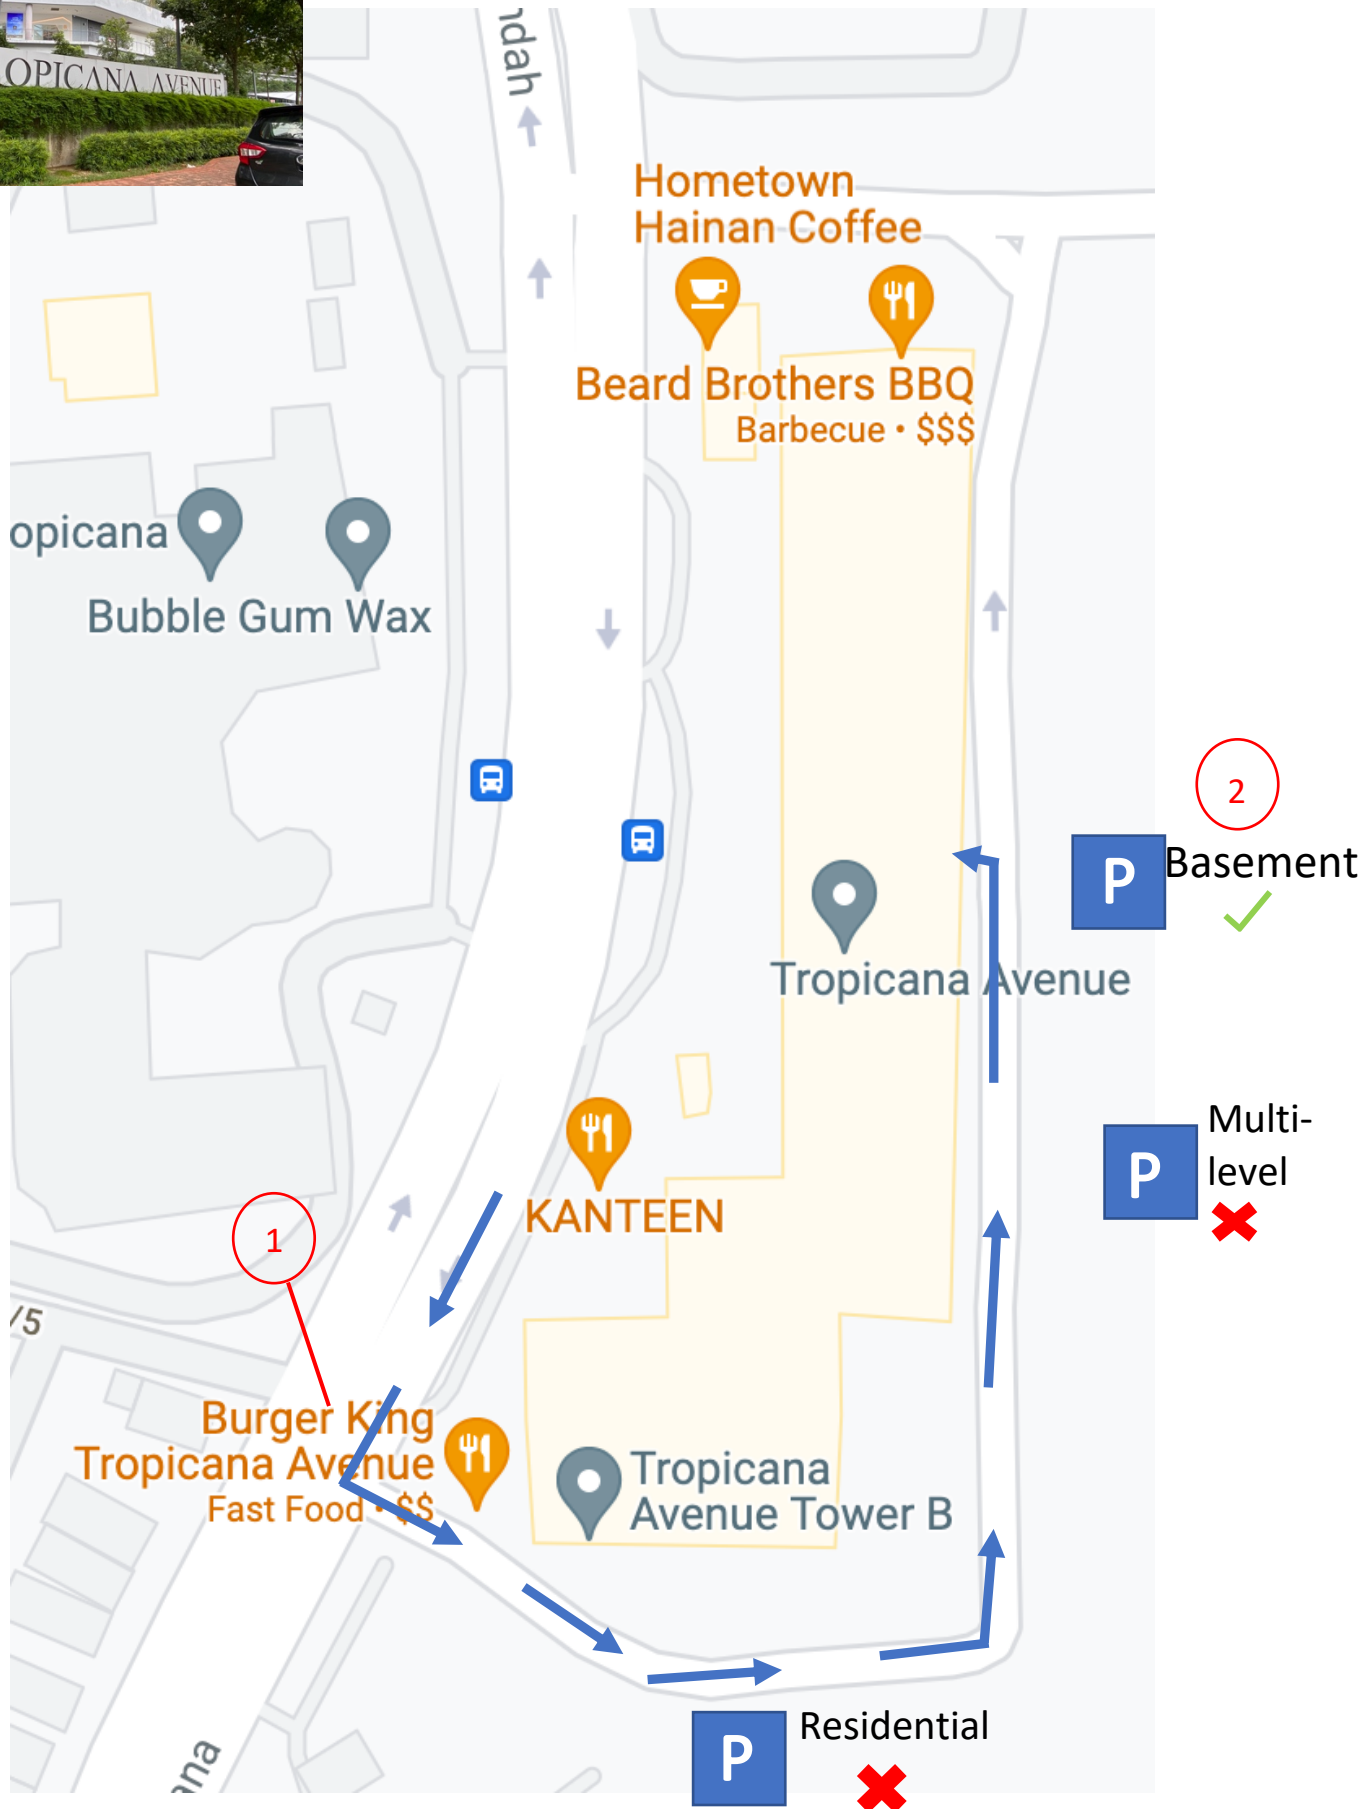 OPICANA AVENUE
ndah
Hometown
Hainan Coffee
Beard Brothers BBQ
Barbecue • $$$
opicana
Bubble Gum Wax
2
P
Basement
Tropicana Avenue
P
Multi-
level
KANTEEN
1
/5
Burger King
Tropicana Avenue
Fast Food • $$
Tropicana
Avenue Tower B
ana
P
Residential